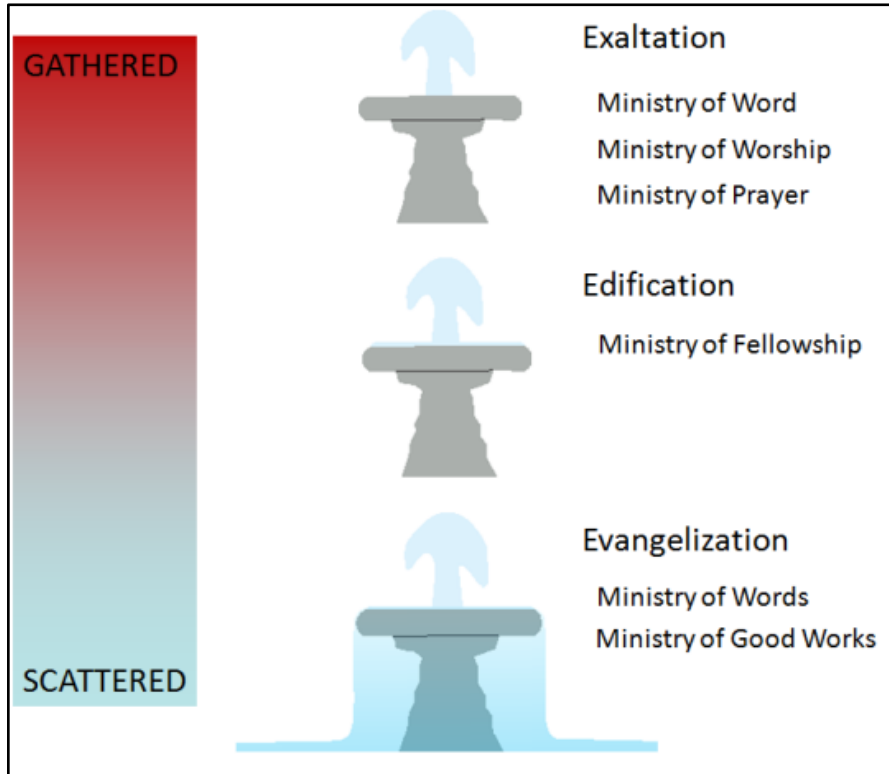 GATHERED
Exaltation
Ministry of Word
Ministry of Worship
Ministry of Prayer
Edification
Ministry of Fellowship
Evangelization
Ministry of Words
Ministry of Good Works
SCATTERED